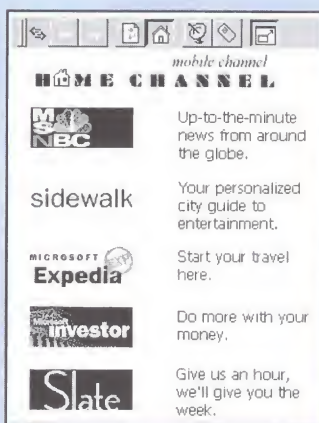 mobile channel
HOME CHANNEL
MSNBC
Up-to-the-minute
news from around
the globe.
sidewalk
Your personalized
city guide to
entertainment.
MICROSOFT
EXP
Expedia
Start your travel
here.
Microsoft
investor
Do more with your
money.
Slate
Give us an hour,
we'll give you the
week.